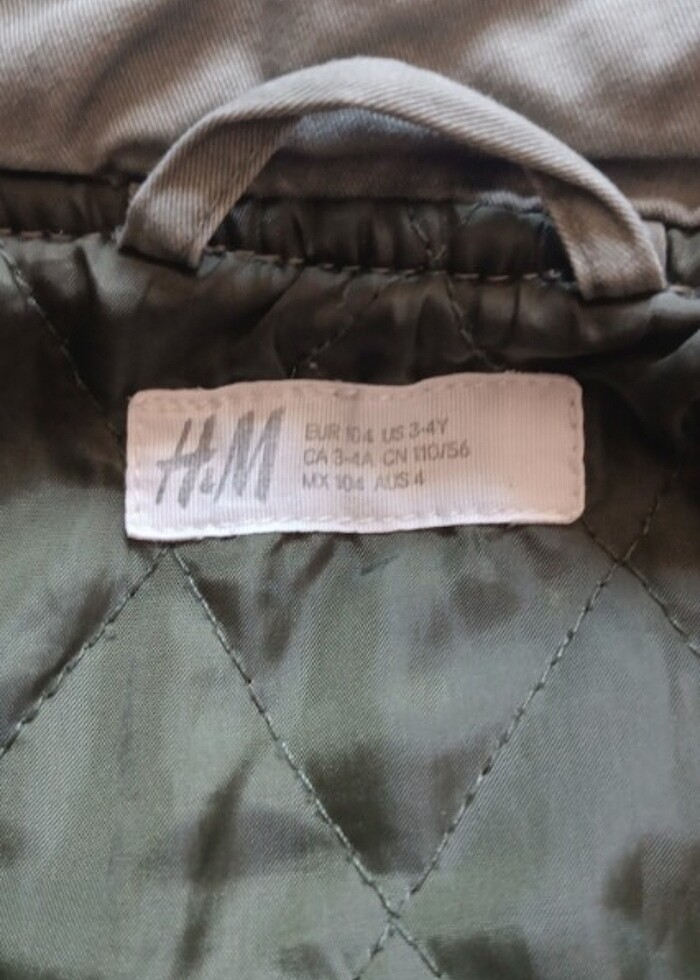 H&M
EUR 104 US 3-4Y
CA 3-4A CN 110/56
MX 104 AUS 4